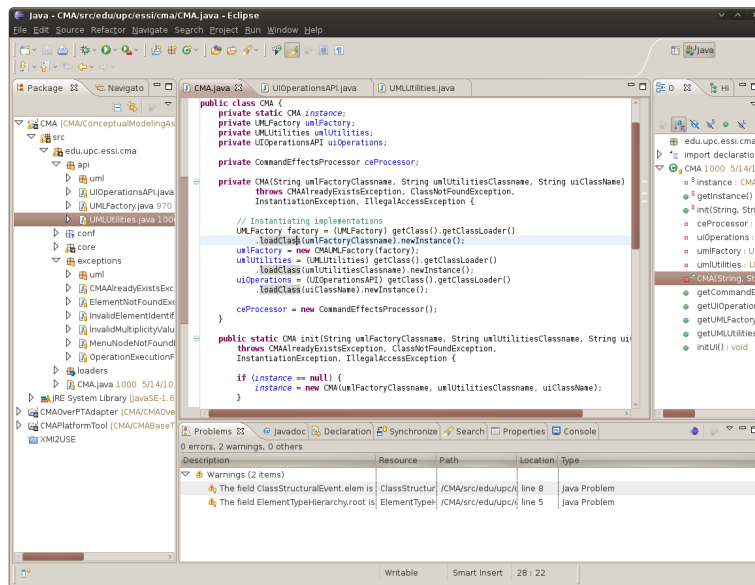 Java - CMA/src/edu/upc/essi/cma/CMA.java - Eclipse
File Edit Source Refactor Navigate Search Project Run Window Help
Java
Package Navigato
CMA [CMA/ConceptualModelingAs
src
edu.upc.essi.cma
api
uml
UIOperationsAPI.java
UMLFactory.java 970
UMLUtilities.java 1000
conf
core
exceptions
uml
CMAAlreadyExistsExc
ElementNotFoundExc
InvalidElementIdentif
InvalidMultiplicityValu
MenuNodeNotFoundl
OperationExecutionF
loaders
CMA.java 1000 5/14/10
JRE System Library [JavaSE-1.6
CMAOverPTAdapter [CMA/CMAOve
CMAPlatformTool [CMA/CMABaseT
XMI2USE
CMA.java UIOperationsAPI.java UMLUtilities.java
public class CMA {
private static CMA instance;
private UMLFactory umlFactory;
private UMLUtilities umlUtilities;
private UIOperationsAPI uiOperations;
private CommandEffectsProcessor ceProcessor;
private CMA(String umlFactoryClassname, String umlUtilitiesClassname, String uiClassName)
throws CMAAlreadyExistsException, ClassNotFoundException,
InstantiationException, IllegalAccessException {
// Instantiating implementations
UMLFactory factory = (UMLFactory) getClass().getClassLoader()
.loadClass(umlFactoryClassname).newInstance();
umlFactory = new CMAUMLFactory(factory);
umlUtilities = (UMLUtilities) getClass().getClassLoader()
.loadClass(umlUtilitiesClassname).newInstance();
uiOperations = (UIOperationsAPI) getClass().getClassLoader()
.loadClass(uiClassName).newInstance();
ceProcessor = new CommandEffectsProcessor();
}
public static CMA init(String umlFactoryClassname, String umlUtilitiesClassname, String uiC
throws CMAAlreadyExistsException, ClassNotFoundException,
InstantiationException, IllegalAccessException {
if (instance == null) {
instance = new CMA(umlFactoryClassname, umlUtilitiesClassname, uiClassName);
}
O Hi
edu.upc.essi.cma
import declaration
CMA 1000 5/14/1
instance : CMA
getInstance()
init(String, Stri
ceProcessor :
uiOperations :
umlFactory : U
umlUtilities : U
CMA(String, St
getCommandE
getUIOperation
getUMLFactory
getUMLUtilities
initUI() : void
Problems Javadoc Declaration Synchronize Search Properties Console
0 errors, 2 warnings, 0 others
Description Resource Path Location Type
Warnings (2 items)
The field ClassStructuralEvent.elem is ClassStructur /CMA/src/edu/upc/ line 8 Java Problem
The field ElementTypeHierarchy.root is ElementTypeH /CMA/src/edu/upc/ line 5 Java Problem
Writable Smart Insert 28 : 22